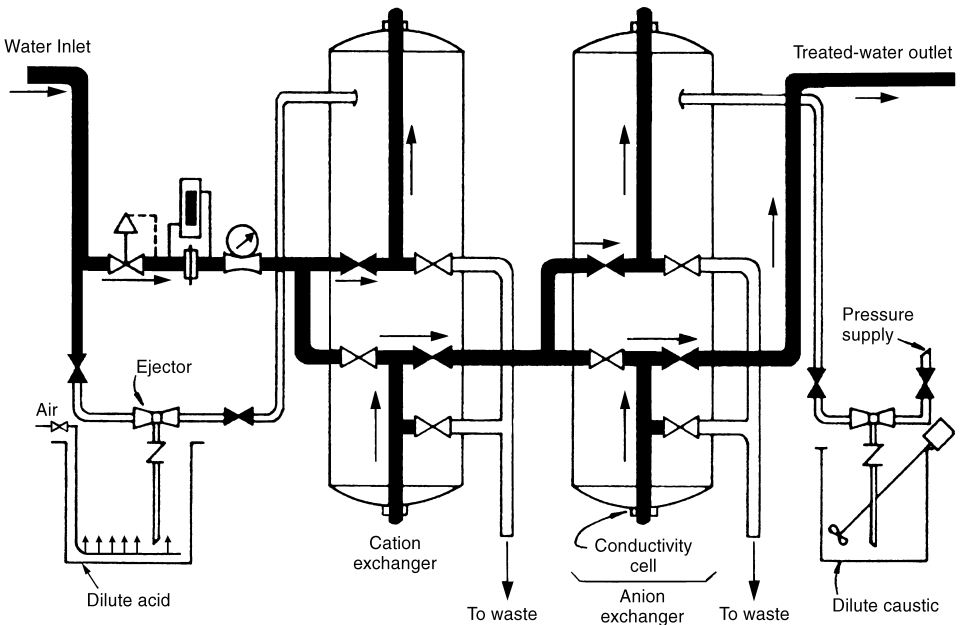 Water Inlet
Treated-water outlet
Pressure
supply
Ejector
Air
Cation
exchanger
Conductivity
cell
Dilute acid
Anion
exchanger
Dilute caustic
To waste
To waste